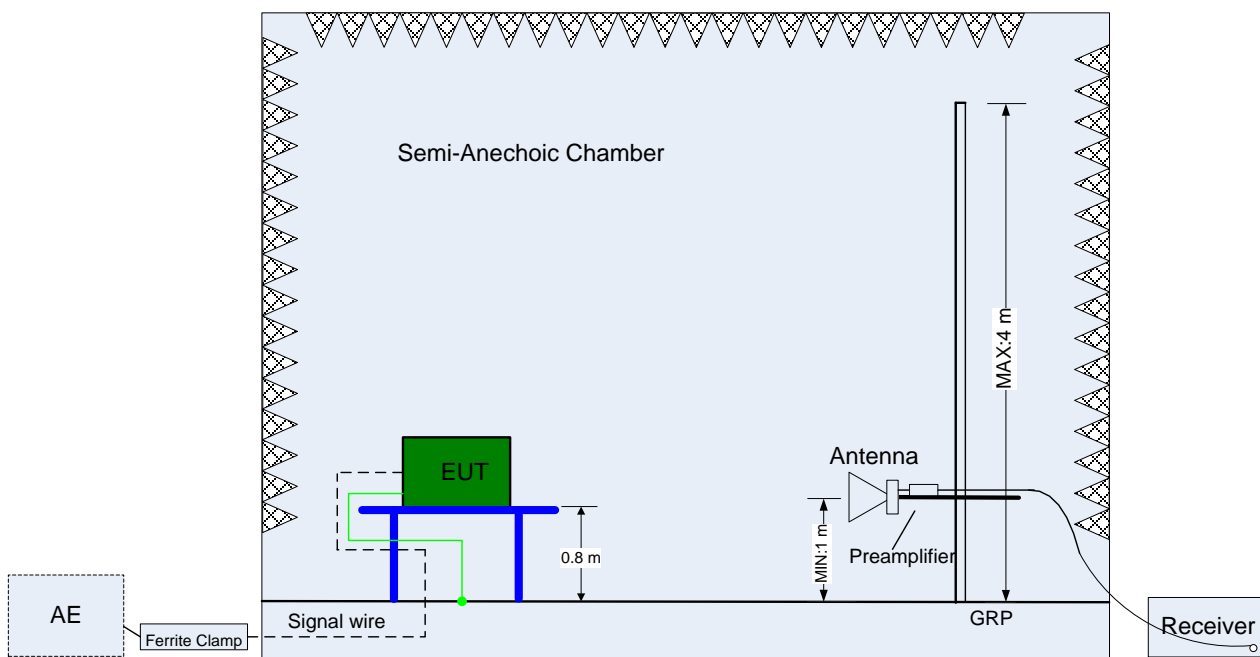 Semi-Anechoic Chamber
MAX:4 m
Antenna
EUT
MIN:1 m
0.8 m
Preamplifier
AE
Ferrite Clamp
Signal wire
GRP
Receiver